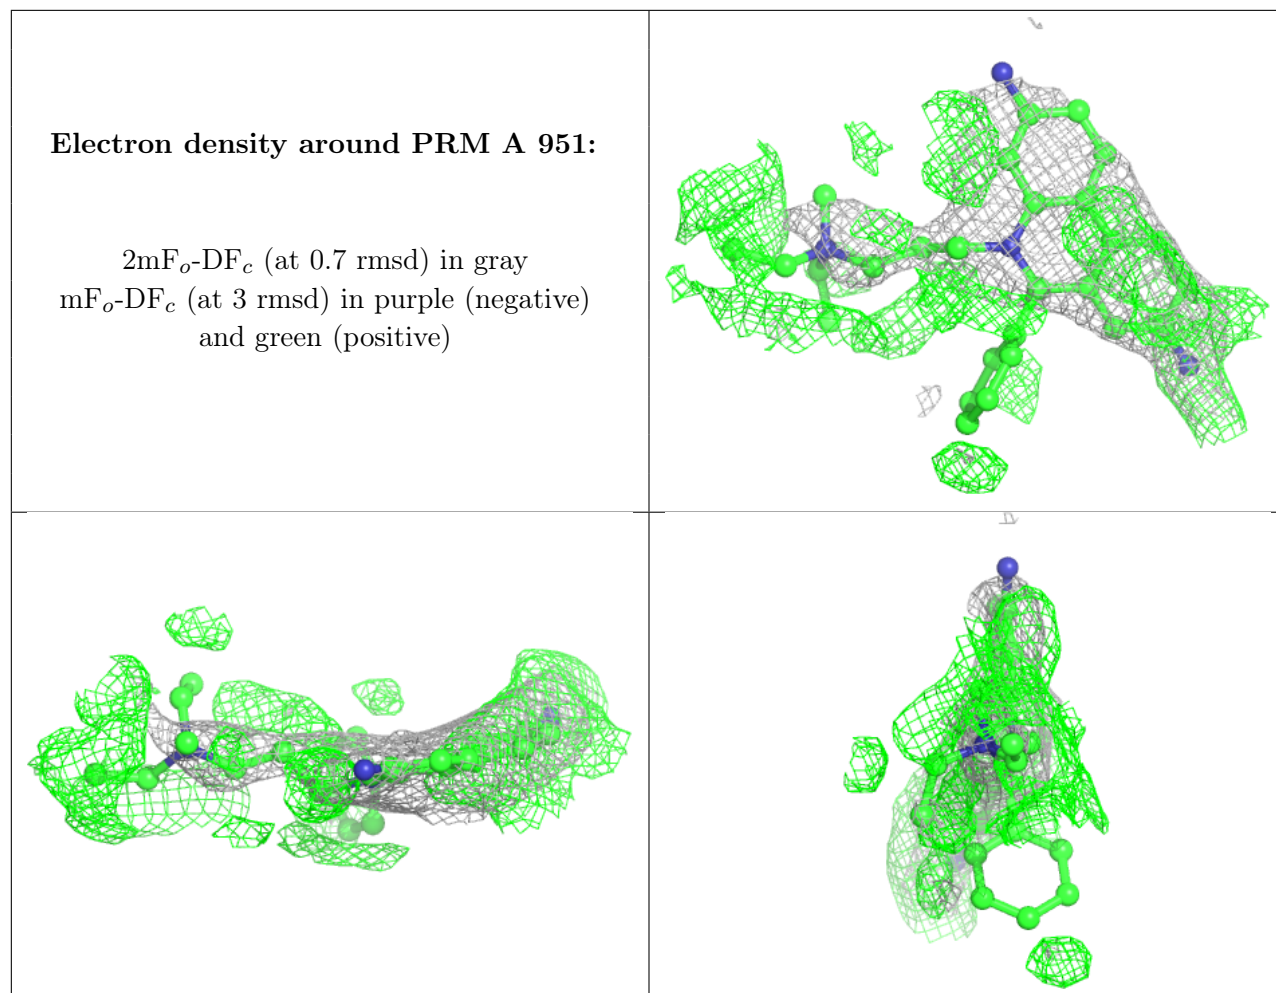 Electron density around PRM A 951:
2mFo-DFc (at 0.7 rmsd) in gray
mFo-DFc (at 3 rmsd) in purple (negative)
and green (positive)